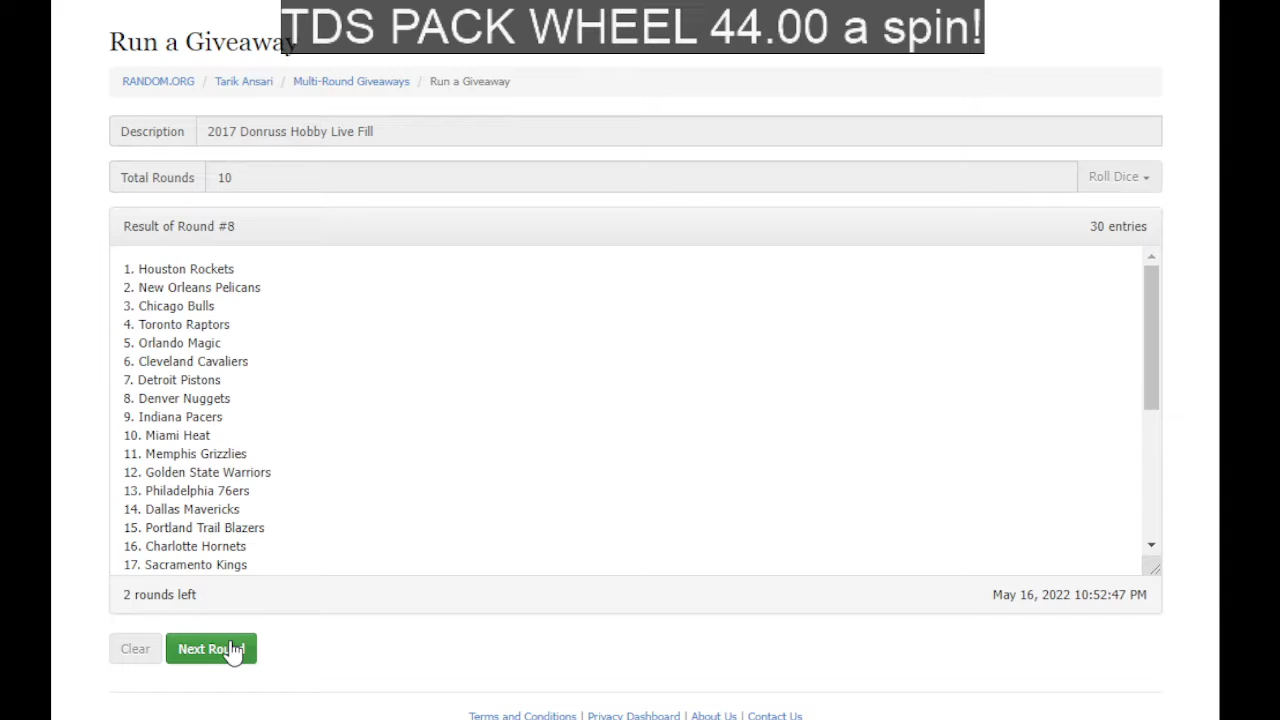 TDS PACK WHEEL 44.00 a spin!
Run a Giveaway
RANDOM.ORG / Tarik Ansari / Multi-Round Giveaways / Run a Giveaway
Description 2017 Donruss Hobby Live Fill
Total Rounds 10 Roll Dice
Result of Round #8 30 entries
1. Houston Rockets
2. New Orleans Pelicans
3. Chicago Bulls
4. Toronto Raptors
5. Orlando Magic
6. Cleveland Cavaliers
7. Detroit Pistons
8. Denver Nuggets
9. Indiana Pacers
10. Miami Heat
11. Memphis Grizzlies
12. Golden State Warriors
13. Philadelphia 76ers
14. Dallas Mavericks
15. Portland Trail Blazers
16. Charlotte Hornets
17. Sacramento Kings
2 rounds left May 16, 2022 10:52:47 PM
Clear Next Round
Terms and Conditions | Privacy Dashboard | About Us | Contact Us